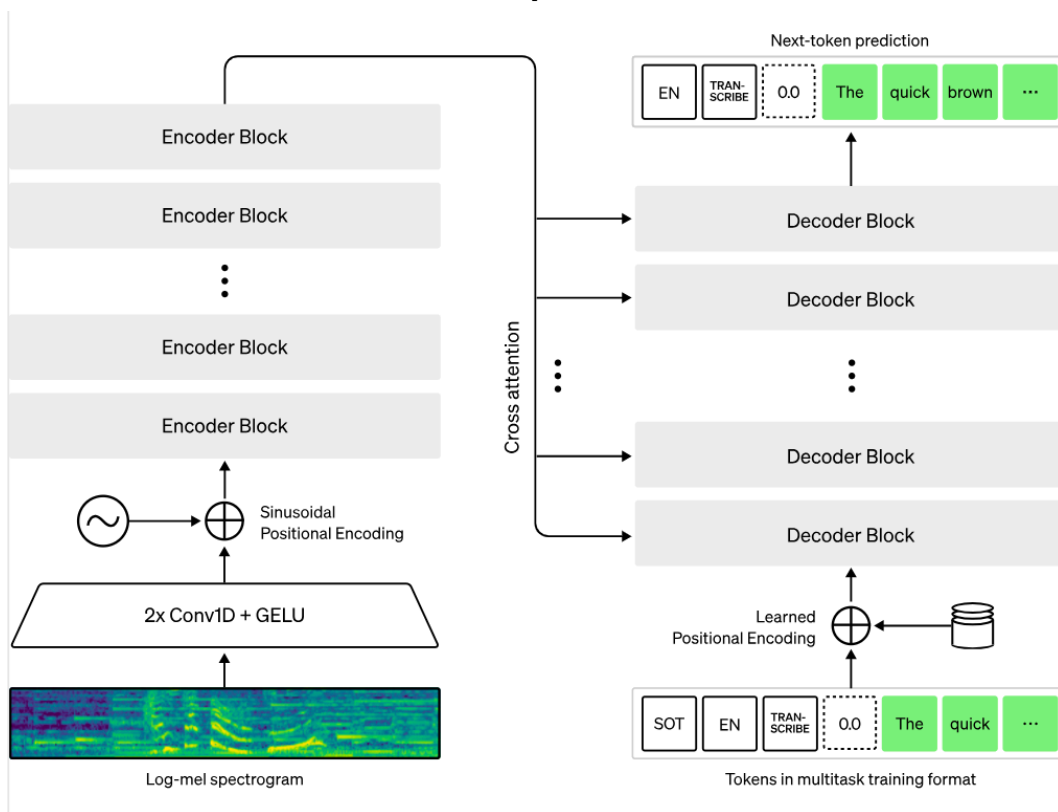 Next-token prediction
EN
TRAN-
SCRIBE
0.0
The
quick
brown
...
Encoder Block
Encoder Block
Encoder Block
Encoder Block
Sinusoidal
Positional Encoding
2x Conv1D + GELU
Log-mel spectrogram
Cross attention
Decoder Block
Decoder Block
Decoder Block
Decoder Block
Learned
Positional Encoding
SOT
EN
TRAN-
SCRIBE
0.0
The
quick
...
Tokens in multitask training format